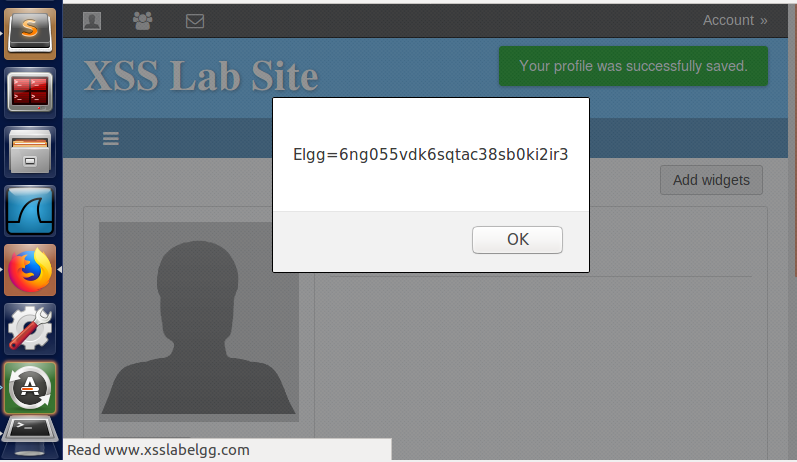 Account »
XSS Lab Site
Your profile was successfully saved.
Elgg=6ng055vdk6sqtac38sb0ki2ir3
Add widgets
OK
Read www.xsslabelgg.com